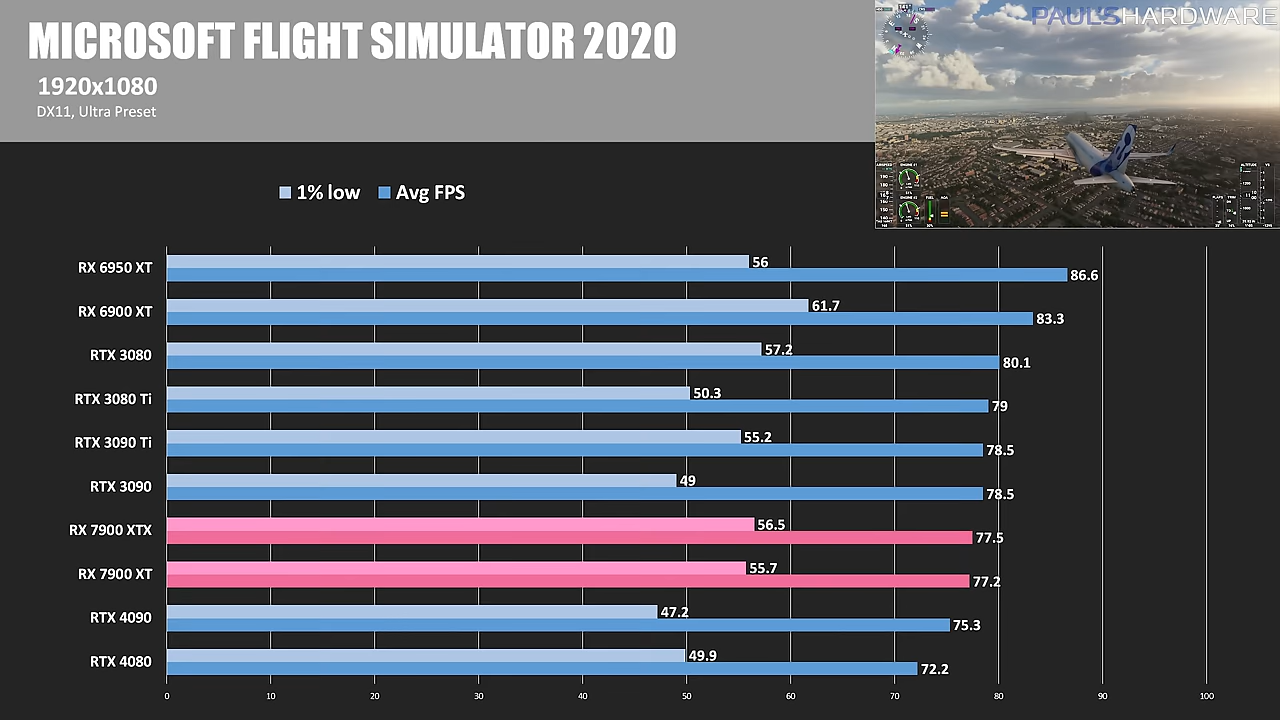 MICROSOFT FLIGHT SIMULATOR 2020
PAUL'SHARDWARE
1920x1080
DX11, Ultra Preset
1% low Avg FPS
RX 6950 XT 56 86.6
RX 6900 XT 61.7 83.3
RTX 3080 57.2 80.1
RTX 3080 Ti 50.3 79
RTX 3090 Ti 55.2 78.5
RTX 3090 49 78.5
RX 7900 XTX 56.5 77.5
RX 7900 XT 55.7 77.2
RTX 4090 47.2 75.3
RTX 4080 49.9 72.2
0 10 20 30 40 50 60 70 80 90 100